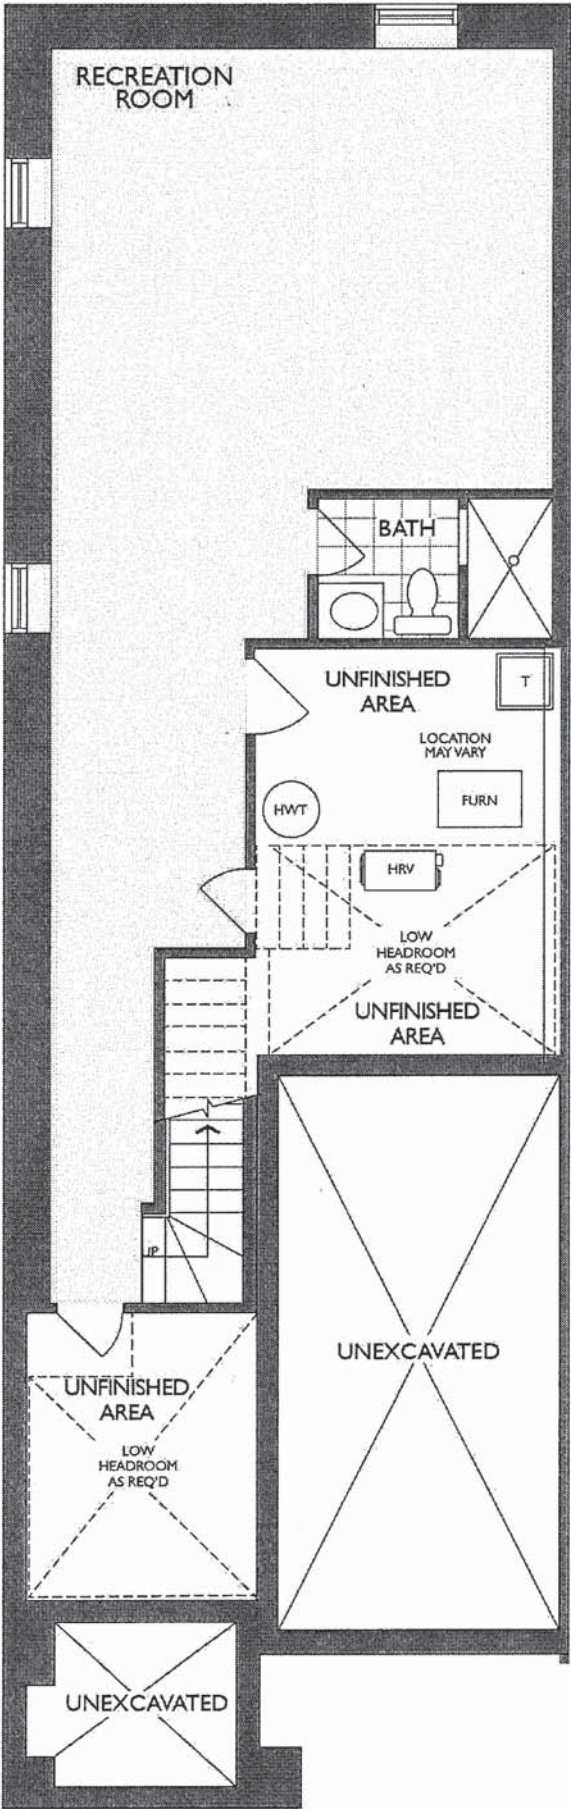 RECREATION
ROOM
BATH
UNFINISHED
AREA
T
LOCATION
MAY VARY
FURN
HWT
HRV
LOW
HEADROOM
AS REQ'D
UNFINISHED
AREA
UNEXCAVATED
UNFINISHED
AREA
LOW
HEADROOM
AS REQ'D
UNEXCAVATED